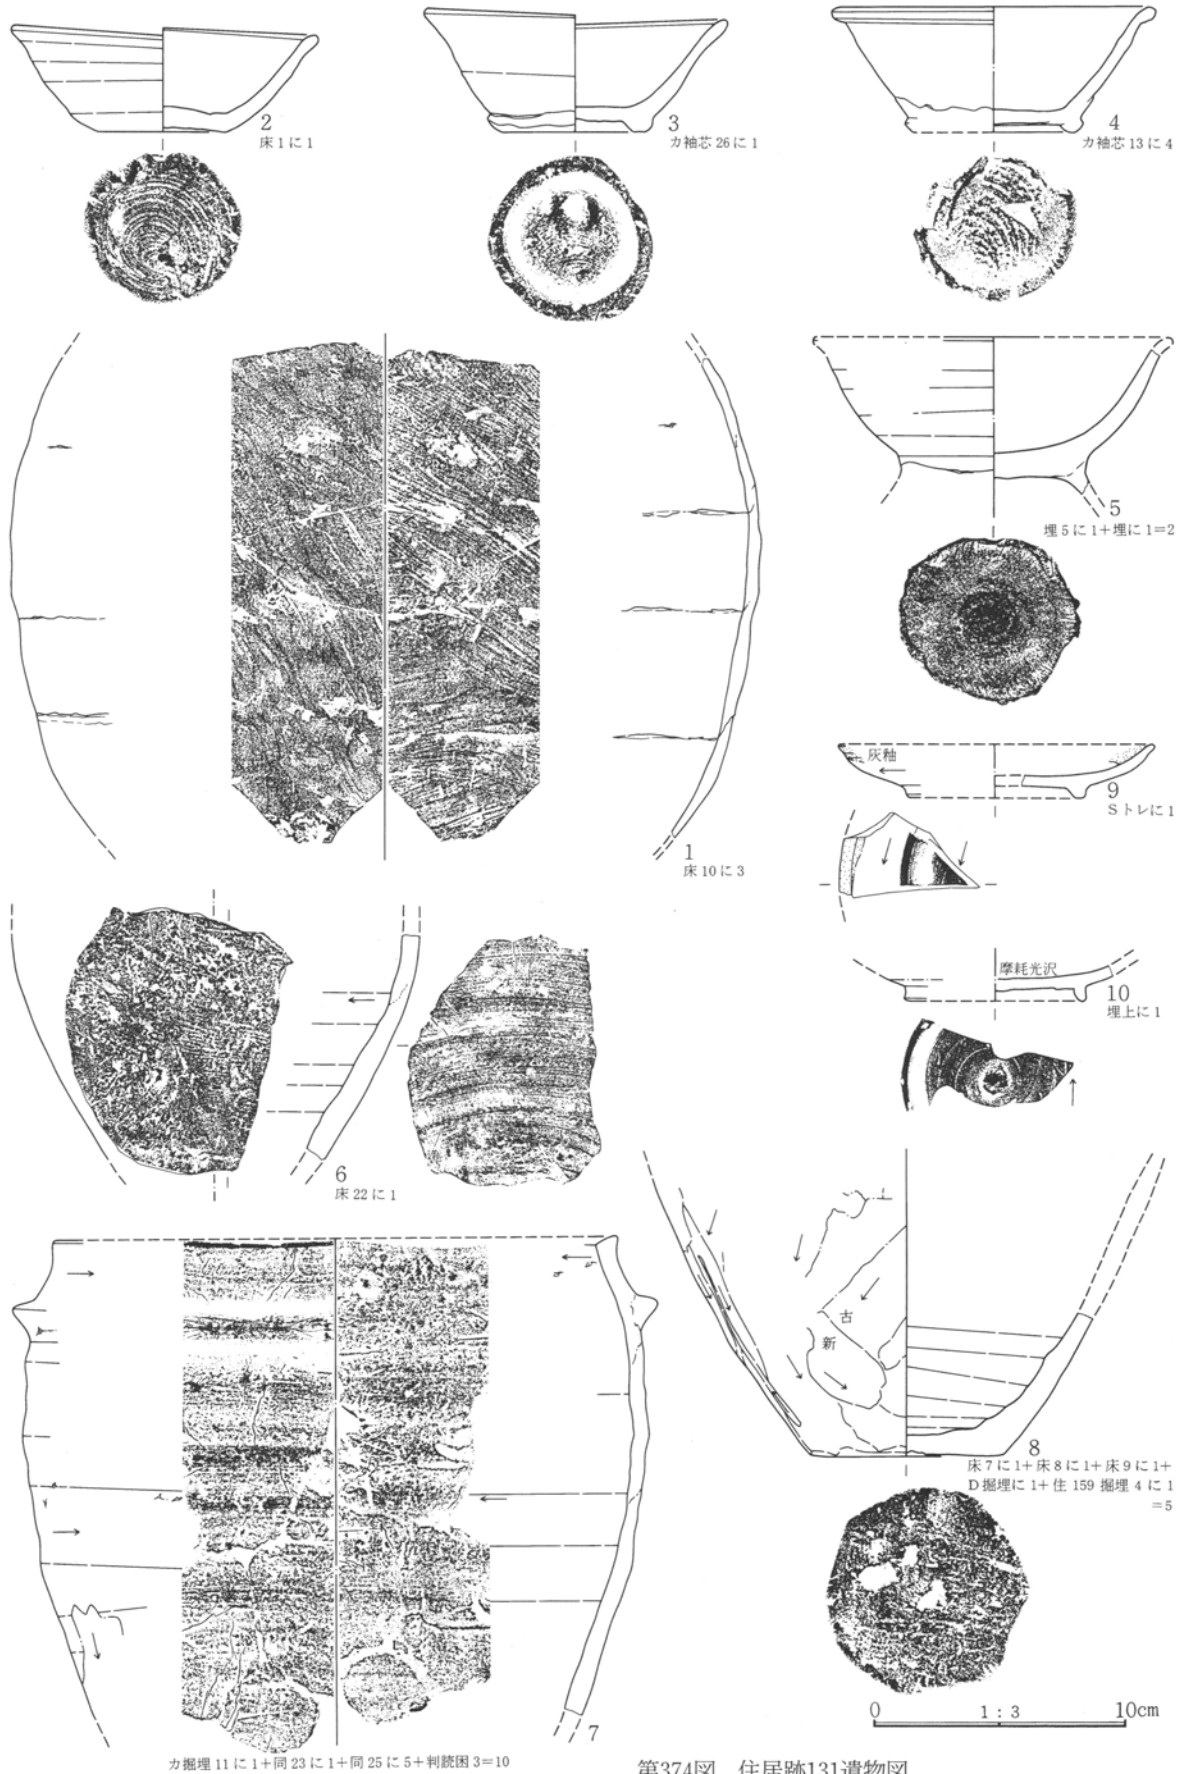 2
床1に1
3
カ袖芯26に1
4
カ袖芯13に4
5
埋5に1+埋に1=2
1
床10に3
灰釉
9
Sトレに1
摩耗光沢
10
埋上に1
6
床22に1
古
新
8
床7に1+床8に1+床9に1+
D掘埋に1+住159掘埋4に1
=5
7
カ掘埋11に1+同23に1+同25に5+判読困3=10
0 1:3 10cm
第374図 住居跡131遺物図